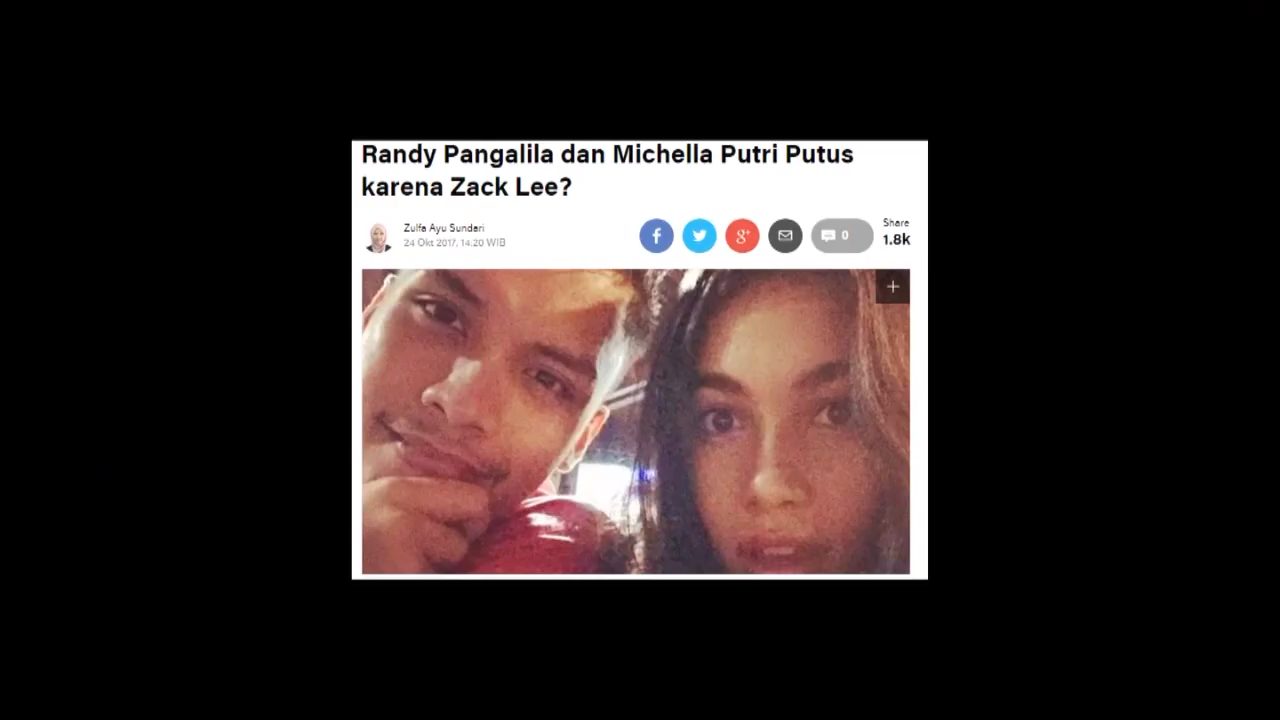 Randy Pangalila dan Michella Putri Putus
karena Zack Lee?
Zulfa Ayu Sundari
24 Okt 2017, 14:20 WIB
f
g+
0
Share
1.8k
+